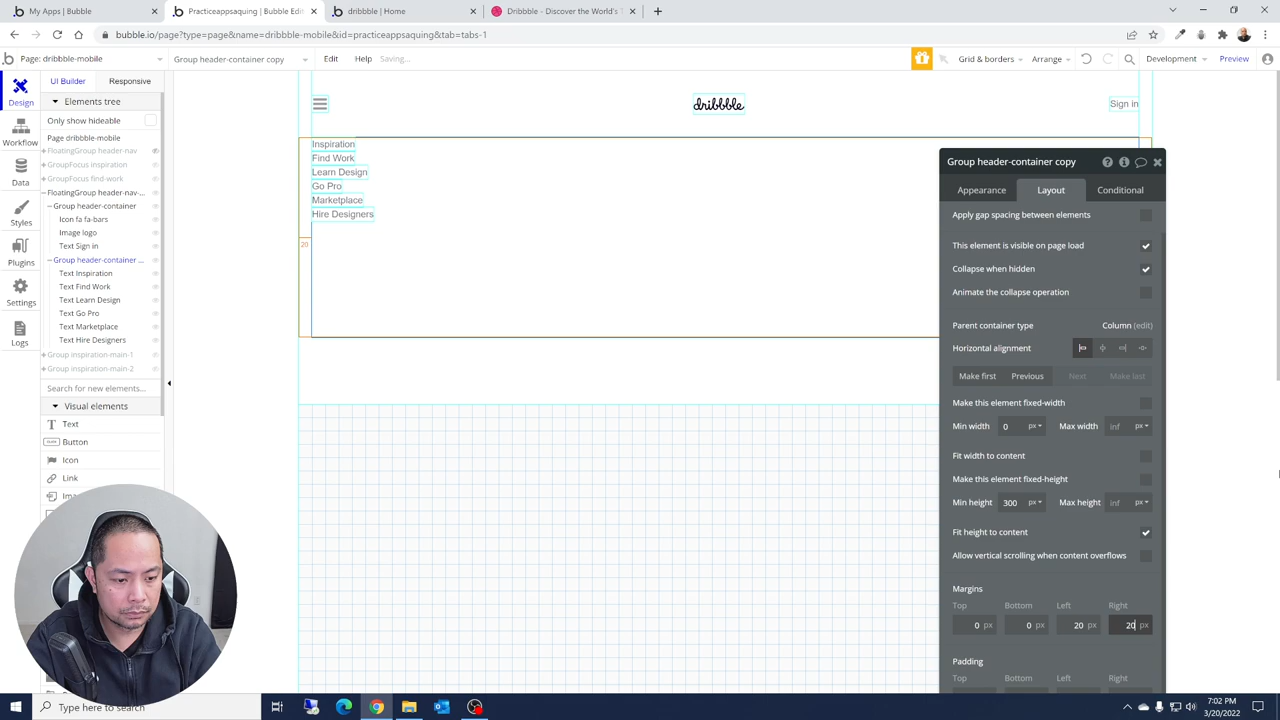 My Apps | Bubble
Practiceappsaquing | Bubble Edit
dribbble
Dribbble - Discover the World's T
bubble.io/page?type=page&name=dribbble-mobile&id=practiceappsaquing&tab=tabs-1
Page: dribbble-mobile
Group header-container copy
Edit
Help
Saving...
Grid & borders
Arrange
Development
Preview
Design
Workflow
Data
Styles
Plugins
Settings
Logs
UI Builder
Responsive
Elements tree
Only show hideable
Page dribbble-mobile
FloatingGroup header-nav
GroupFocus inspiration
GroupFocus find-work
FloatingGroup header-nav-...
Group header-container
Icon fa fa-bars
Image logo
Text Sign in
Group header-container ...
Text Inspiration
Text Find Work
Text Learn Design
Text Go Pro
Text Marketplace
Text Hire Designers
Group inspiration-main-1
Group inspiration-main-2
Search for new elements...
Visual elements
Text
Button
Icon
Link
Ima
dribbble
Sign in
Inspiration
Find Work
Learn Design
Go Pro
Marketplace
Hire Designers
20
Group header-container copy
Appearance
Layout
Conditional
Apply gap spacing between elements
This element is visible on page load
Collapse when hidden
Animate the collapse operation
Parent container type Column (edit)
Horizontal alignment
Make first Previous Next Make last
Make this element fixed-width
Min width 0 px Max width inf px
Fit width to content
Make this element fixed-height
Min height 300 px Max height inf px
Fit height to content
Allow vertical scrolling when content overflows
Margins
Top Bottom Left Right
0 px 0 px 20 px 20 px
Padding
Top Bottom Left Right
Type here to search
7:02 PM
3/20/2022